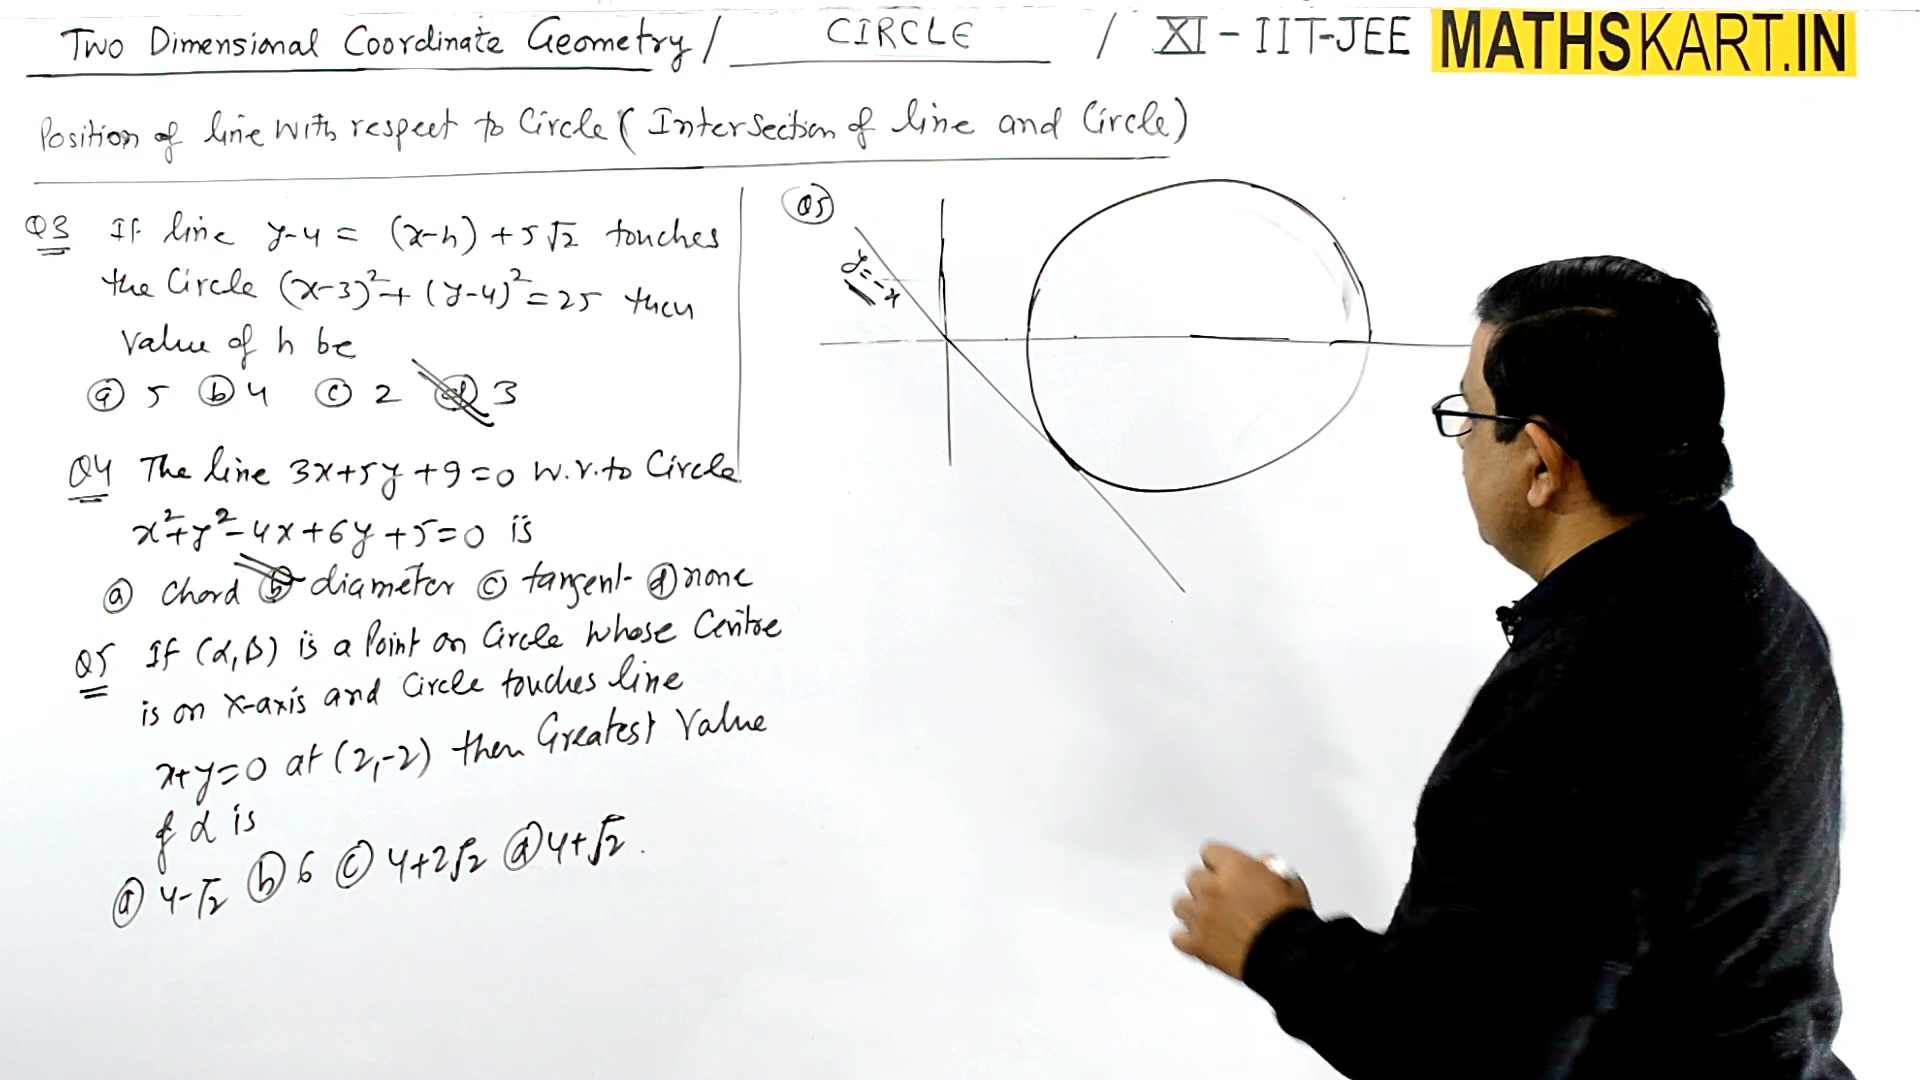 Two Dimensional Coordinate Geometry / CIRCLE / XI - IIT-JEE MATHSKART.IN
Position of line with respect to Circle (Intersection of line and Circle)
Q3 If line y-4 = (x-h) + 5√2 touches
the Circle (x-3)²+(y-4)²=25 then
Value of h be
(a) 5 (b) 4 (c) 2 (d) 3
Q4 The line 3x+5y+9=0 w.r.to Circle
x²+y²-4x+6y+5=0 is
(a) Chord (b) diameter (c) tangent (d) none
Q5 If (α,β) is a Point on Circle whose Centre
is on x-axis and Circle touches line
x+y=0 at (2,-2) then Greatest Value
of α is
(a) 4-√2 (b) 6 (c) 4+2√2 (d) 4+√2.
Q5
y=-x